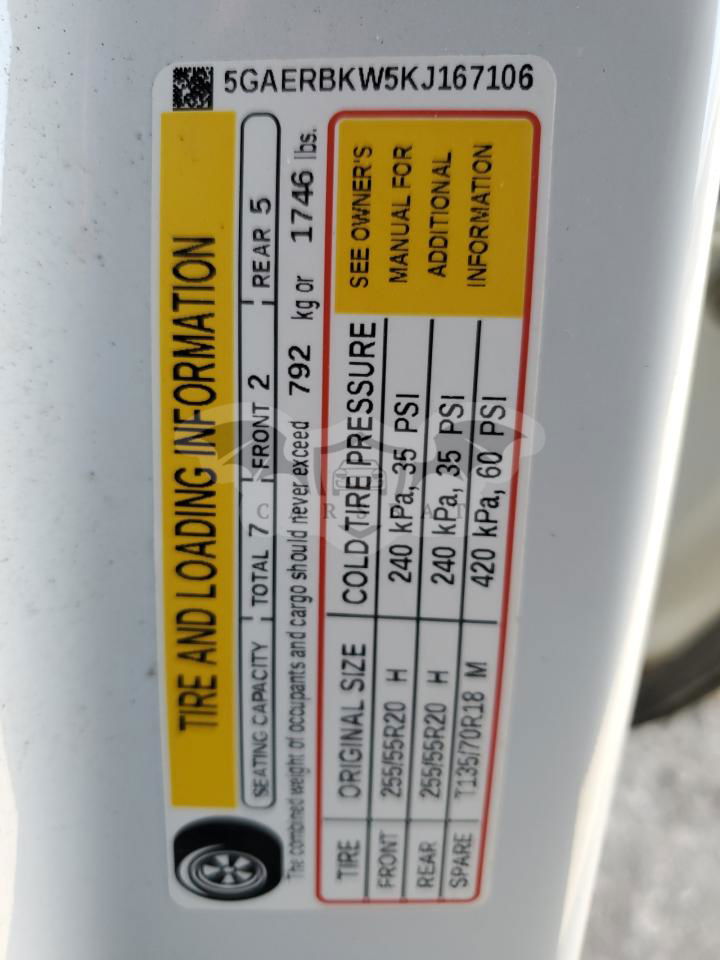 5GAERBKW5KJ167106
TIRE AND LOADING INFORMATION
SEATING CAPACITY TOTAL 7 FRONT 2 REAR 5
The combined weight of occupants and cargo should never exceed 792 kg or 1746 lbs.
TIRE ORIGINAL SIZE COLD TIRE PRESSURE SEE OWNER'S
FRONT 255/55R20 H 240 kPa, 35 PSI MANUAL FOR
REAR 255/55R20 H 240 kPa, 35 PSI ADDITIONAL
SPARE T135/70R18 M 420 kPa, 60 PSI INFORMATION